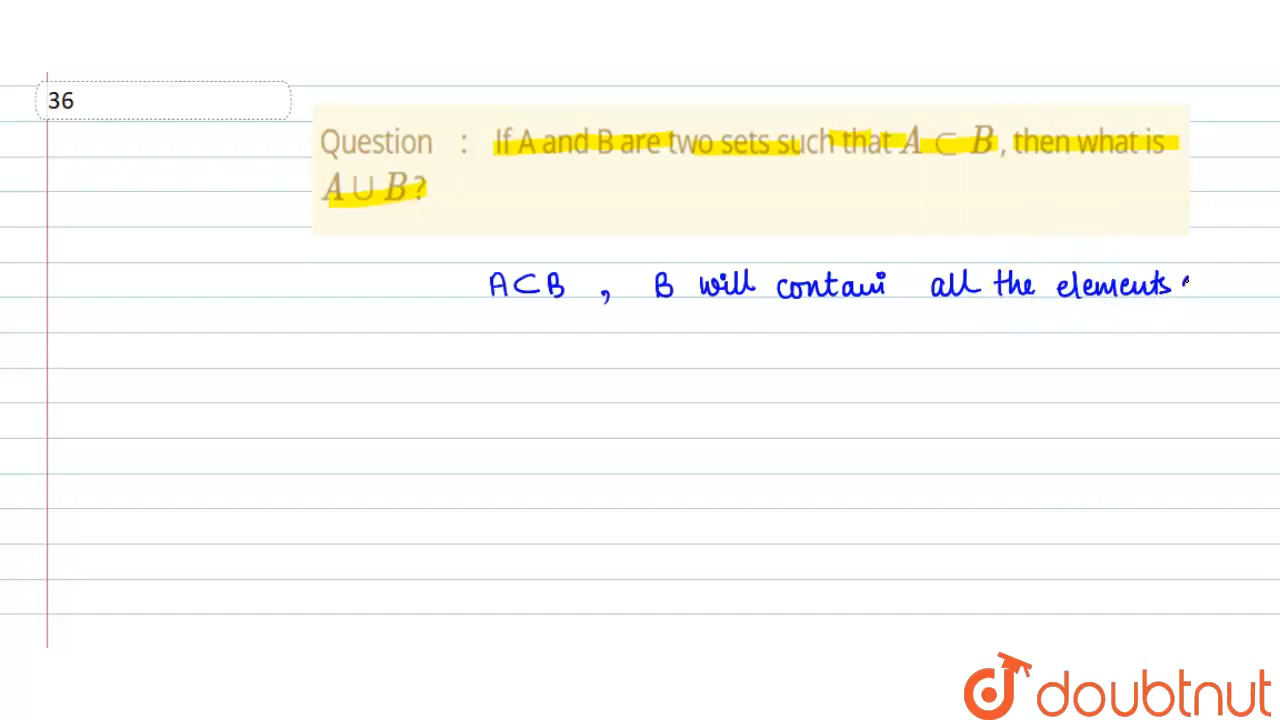 36
Question : If A and B are two sets such that A ⊂ B, then what is
A ∪ B?
A⊂B , B will contain all the elements
doubtnut